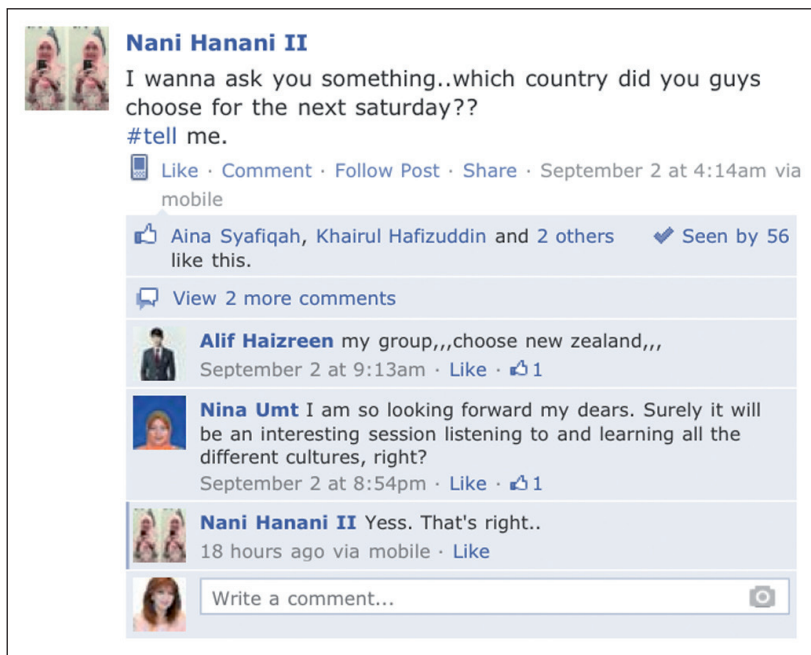 Nani Hanani II
I wanna ask you something..which country did you guys
choose for the next saturday??
#tell me.
Like · Comment · Follow Post · Share · September 2 at 4:14am via
mobile
Aina Syafiqah, Khairul Hafizuddin and 2 others
like this.
Seen by 56
View 2 more comments
Alif Haizreen my group,,,choose new zealand,,,
September 2 at 9:13am · Like · 1
Nina Umt I am so looking forward my dears. Surely it will
be an interesting session listening to and learning all the
different cultures, right?
September 2 at 8:54pm · Like · 1
Nani Hanani II Yess. That's right..
18 hours ago via mobile · Like
Write a comment...